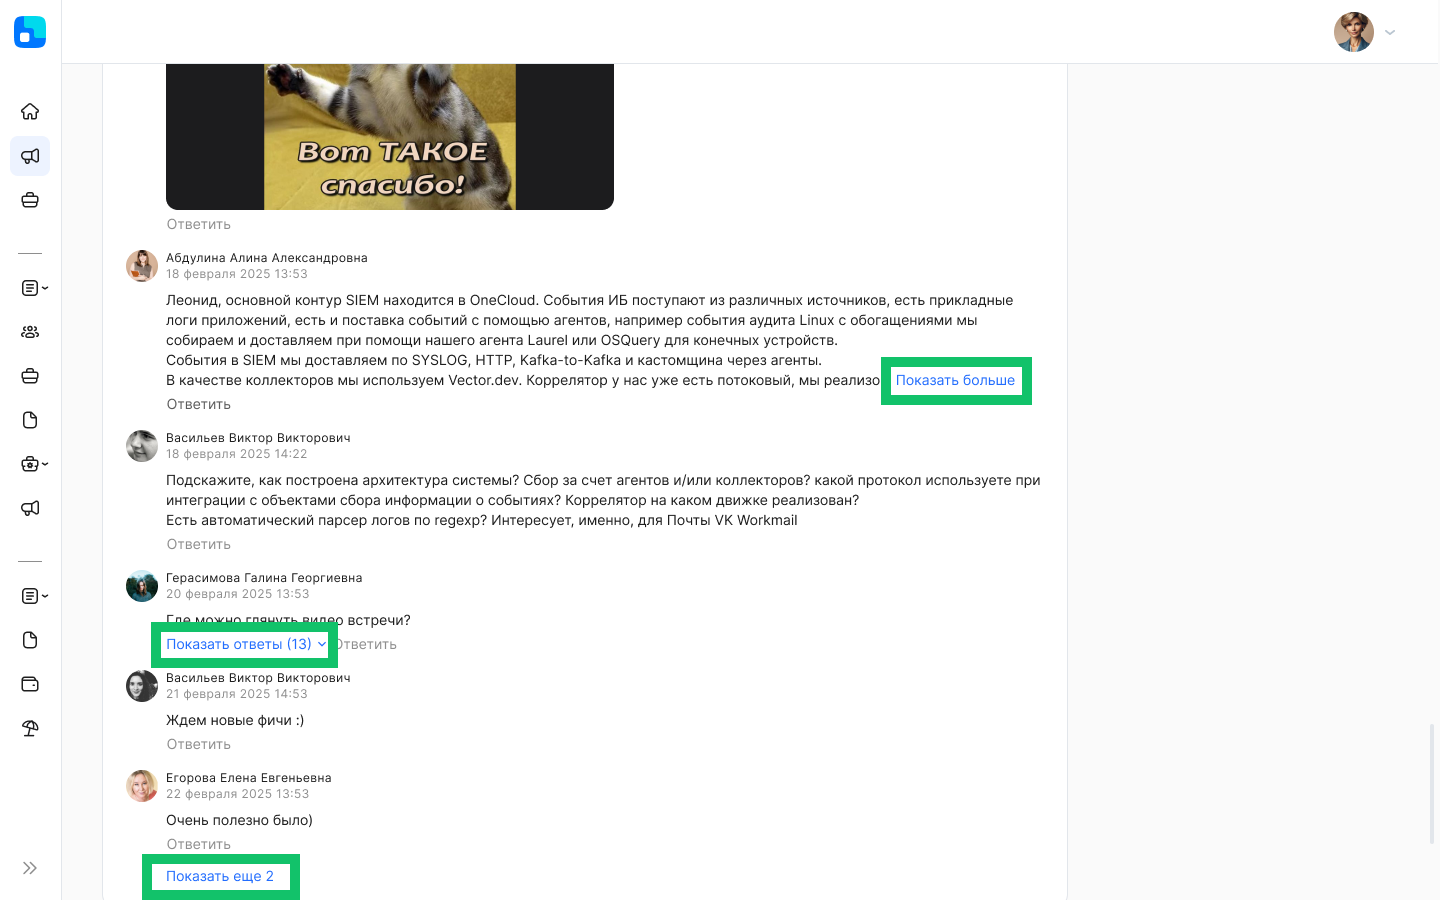 Вот ТАКОЕ
спасибо!
Ответить
Абдулина Алина Александровна
18 февраля 2025 13:53
Леонид, основной контур SIEM находится в OneCloud. События ИБ поступают из различных источников, есть прикладные
логи приложений, есть и поставка событий с помощью агентов, например события аудита Linux с обогащениями мы
собираем и доставляем при помощи нашего агента Laurel или OSQuery для конечных устройств.
События в SIEM мы доставляем по SYSLOG, HTTP, Kafka-to-Kafka и кастомщина через агенты.
В качестве коллекторов мы используем Vector.dev. Коррелятор у нас уже есть потоковый, мы реализо Показать больше
Ответить
Васильев Виктор Викторович
18 февраля 2025 14:22
Подскажите, как построена архитектура системы? Сбор за счет агентов и/или коллекторов? какой протокол используете при
интеграции с объектами сбора информации о событиях? Коррелятор на каком движке реализован?
Есть автоматический парсер логов по regexp? Интересует, именно, для Почты VK Workmail
Ответить
Герасимова Галина Георгиевна
20 февраля 2025 13:53
Где можно глянуть видео встречи?
Показать ответы (13) Ответить
Васильев Виктор Викторович
21 февраля 2025 14:53
Ждем новые фичи :)
Ответить
Егорова Елена Евгеньевна
22 февраля 2025 13:53
Очень полезно было)
Ответить
Показать еще 2